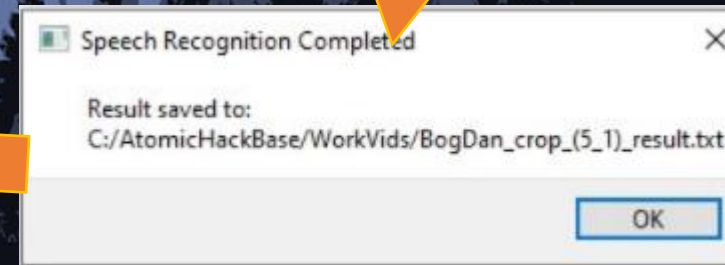 Speech Recognition Completed
Result saved to:
C:/AtomicHackBase/WorkVids/BogDan_crop_(5_1)_result.txt
OK